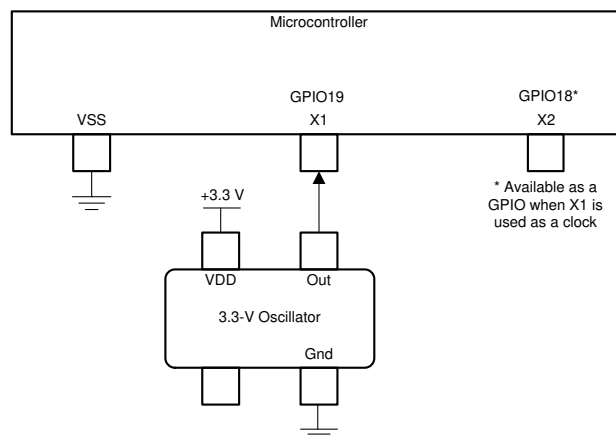 Microcontroller
GPIO19
GPIO18*
VSS
X1
X2
* Available as a
GPIO when X1 is
used as a clock
+3.3 V
VDD
Out
3.3-V Oscillator
Gnd